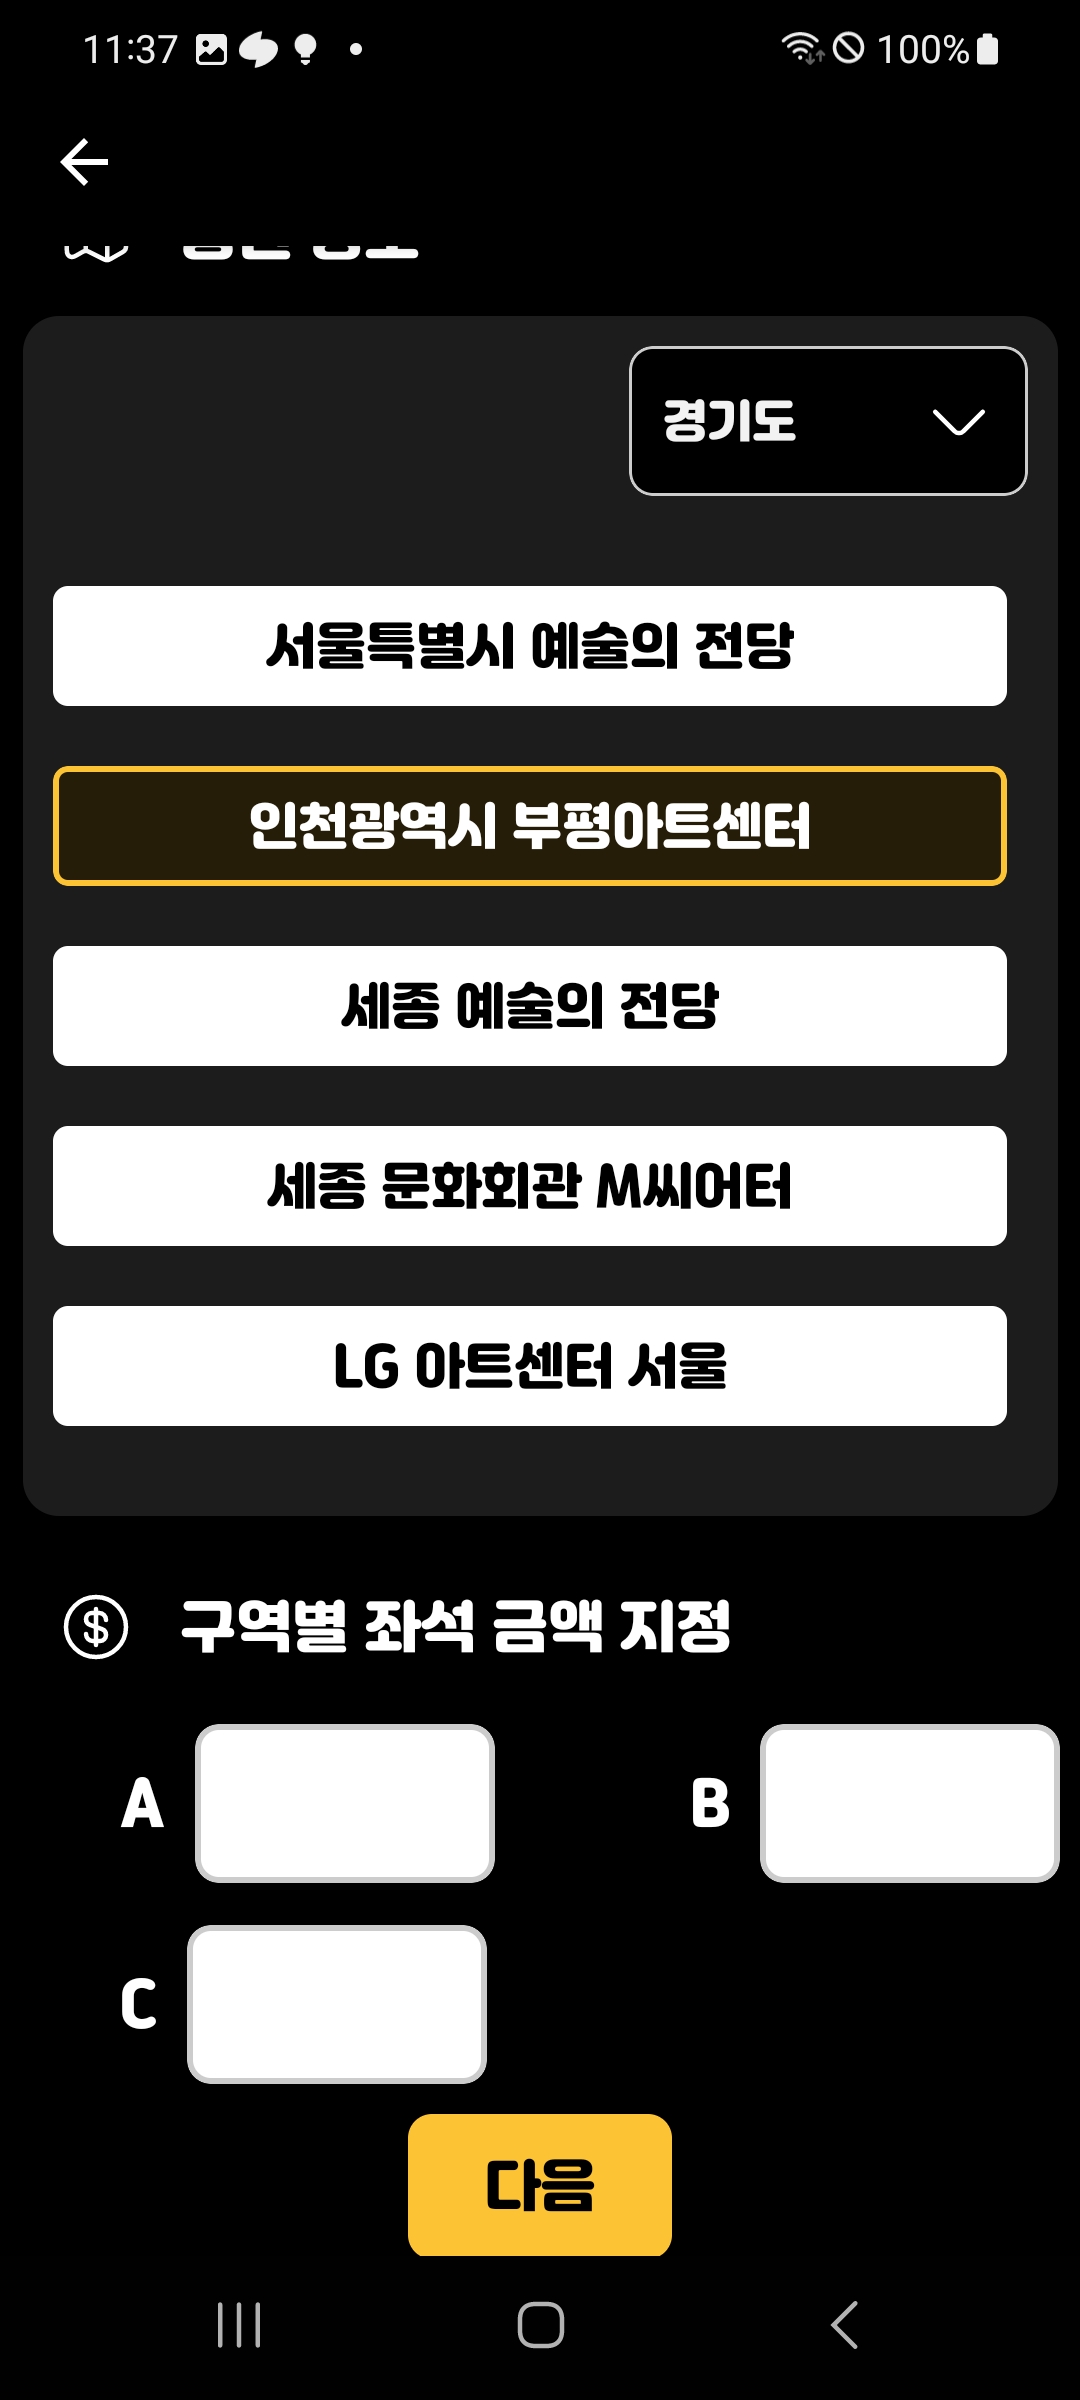 11:37
100%
경기도
서울특별시 예술의 전당
인천광역시 부평아트센터
세종 예술의 전당
세종 문화회관 M씨어터
LG 아트센터 서울
구역별 좌석 금액 지정
A
B
C
다음